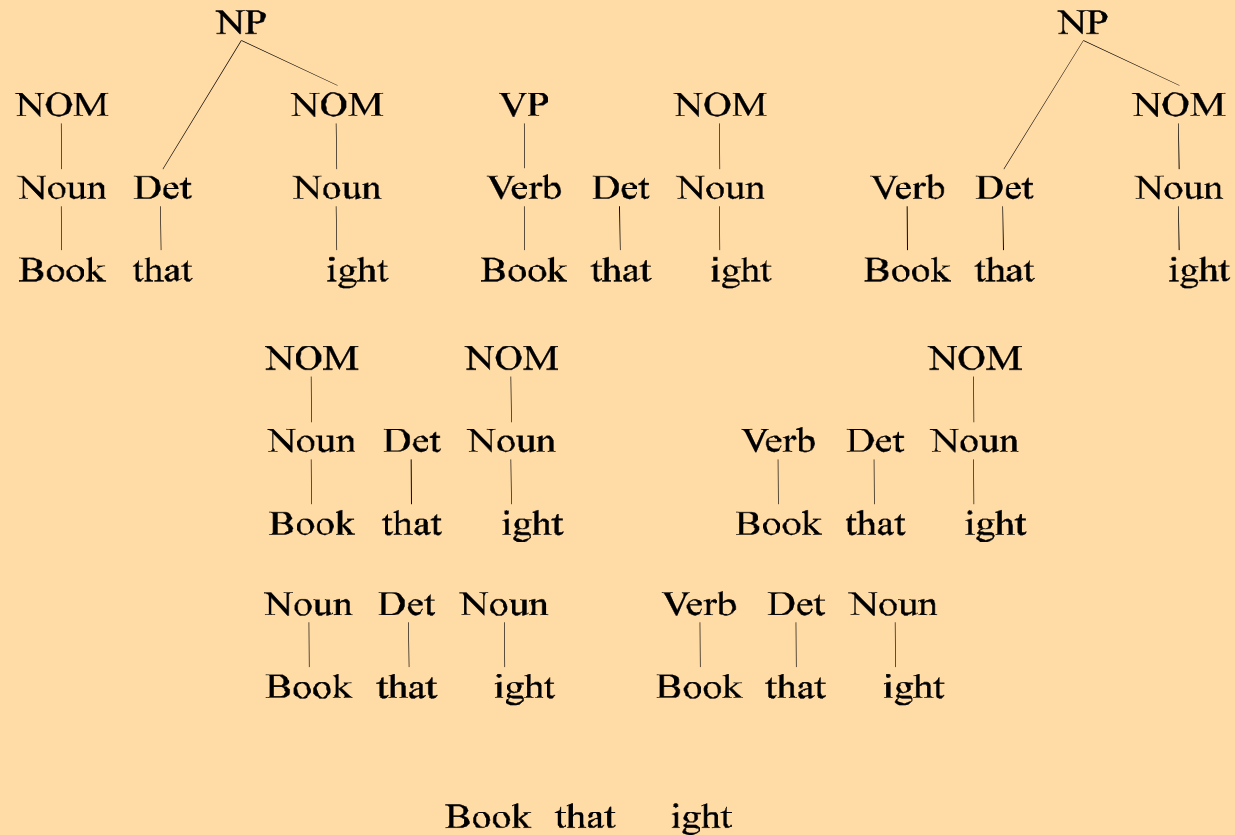 NP NP
NOM NOM VP NOM NOM
Noun Det Noun Verb Det Noun Verb Det Noun
Book that ight Book that ight Book that ight
NOM NOM NOM
Noun Det Noun Verb Det Noun
Book that ight Book that ight
Noun Det Noun Verb Det Noun
Book that ight Book that ight
Book that ight